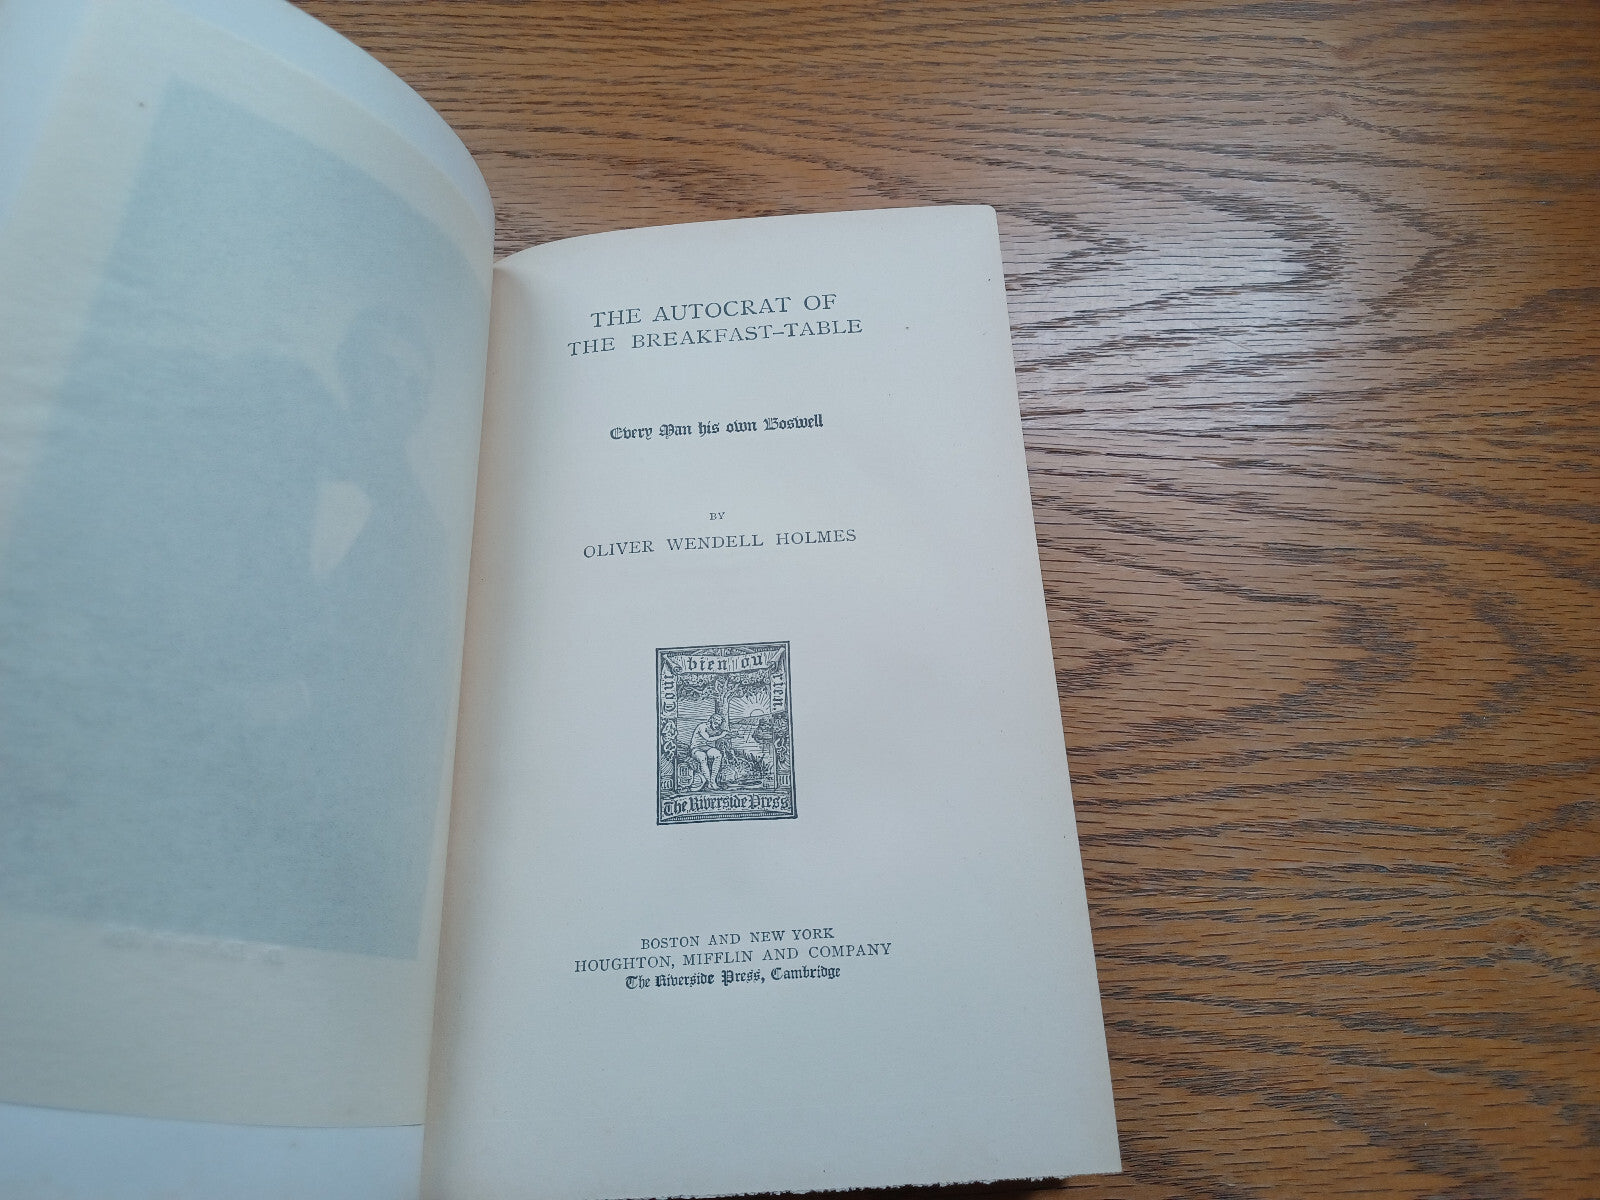 THE AUTOCRAT OF
THE BREAKFAST-TABLE
Every Man his own Boswell
BY
OLIVER WENDELL HOLMES
Tout bien ou rien.
The Riverside Press
BOSTON AND NEW YORK
HOUGHTON, MIFFLIN AND COMPANY
The Riverside Press, Cambridge